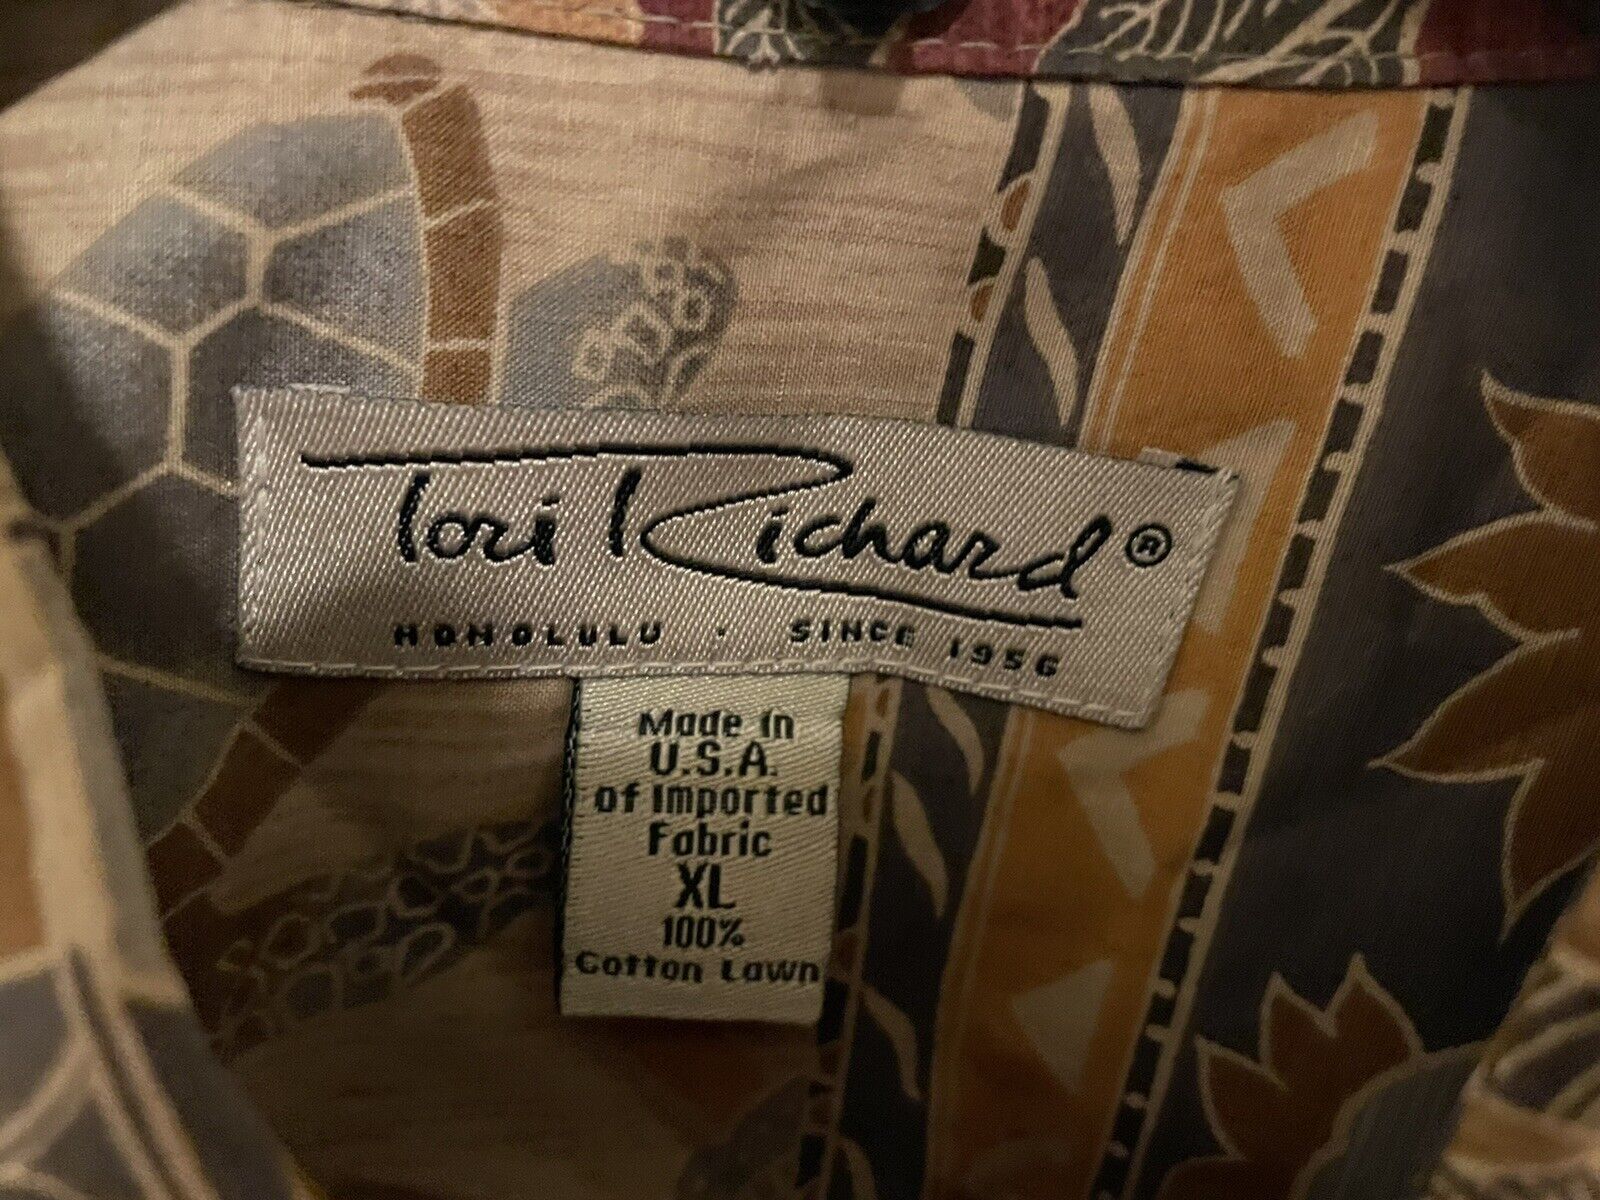 Tori Richard®
HONOLULU · SINCE 1956
Made in
U.S.A.
of Imported
Fabric
XL
100%
Cotton Lawn